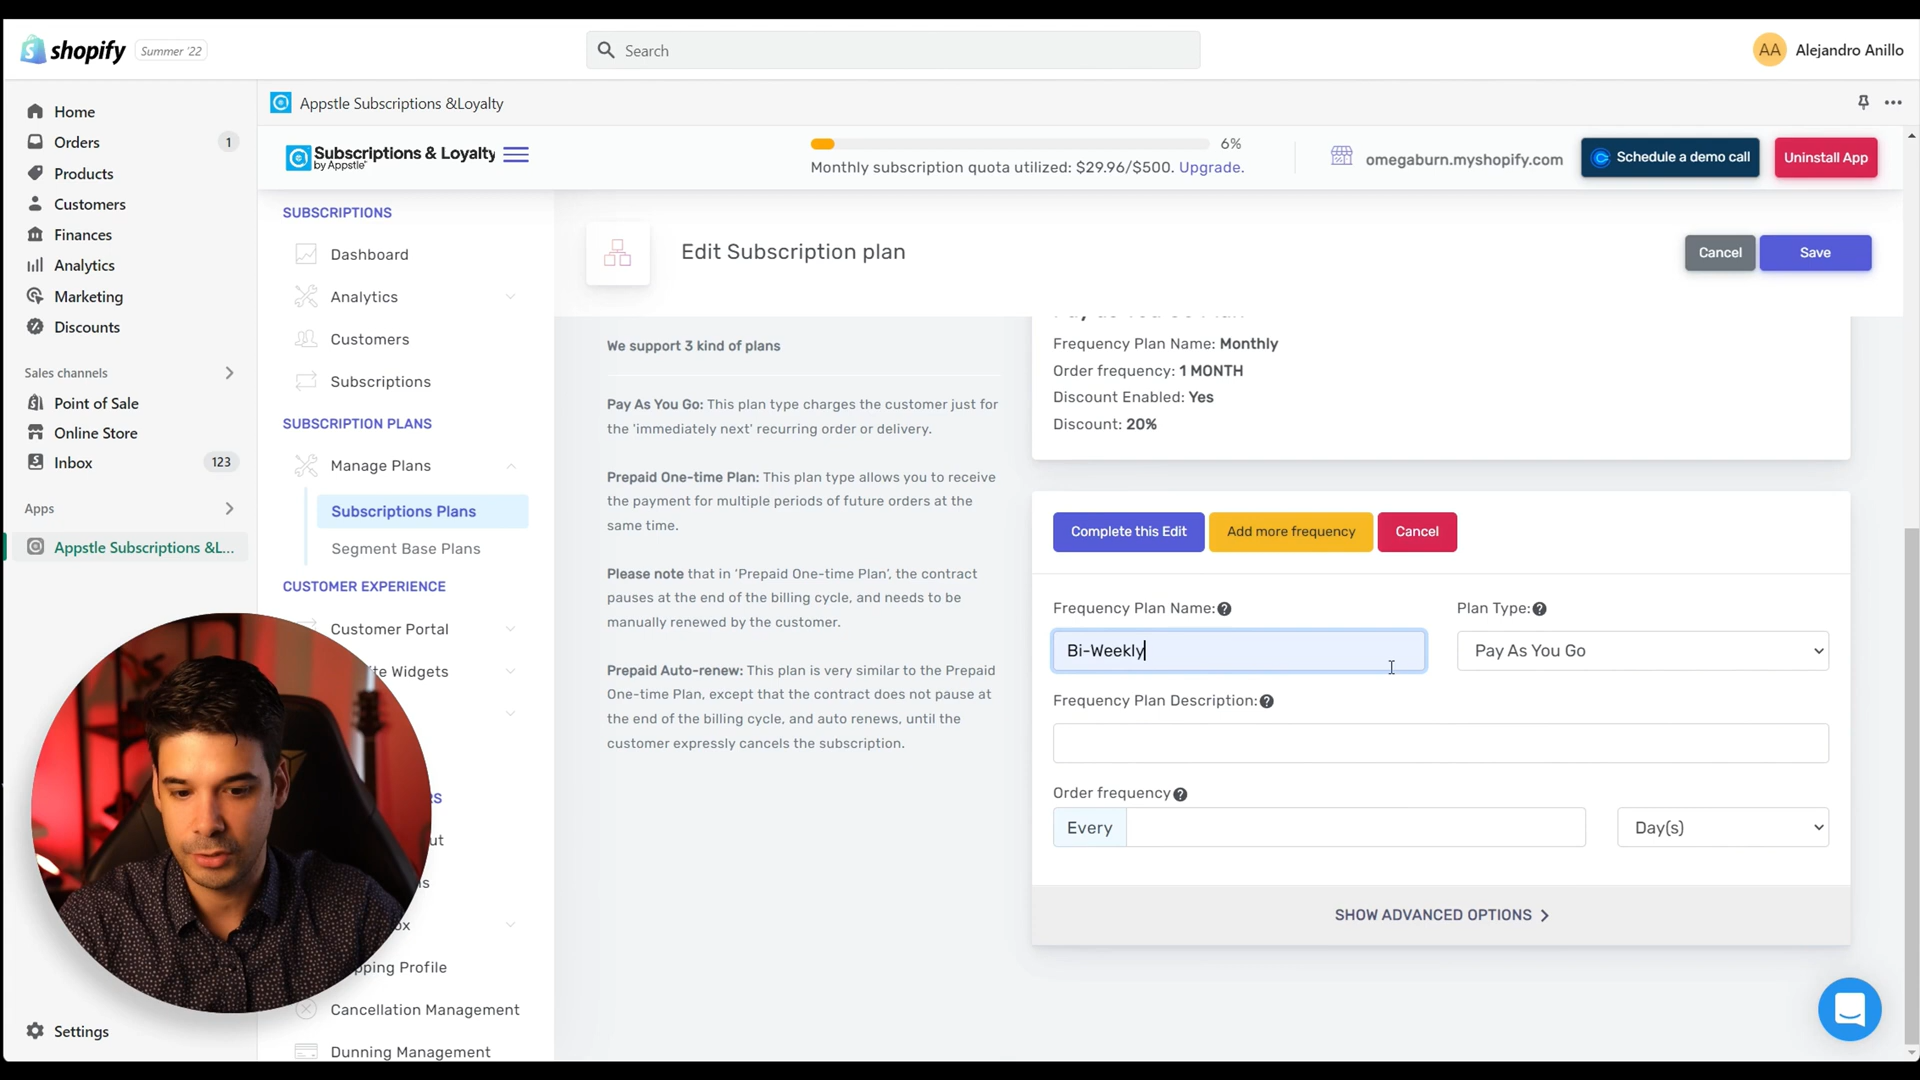 shopify Summer '22
Search
AA Alejandro Anillo
Home
Orders 1
Products
Customers
Finances
Analytics
Marketing
Discounts
Sales channels
Point of Sale
Online Store
Inbox 123
Apps
Appstle Subscriptions &L...
Settings
Appstle Subscriptions &Loyalty
Subscriptions & Loyalty
by Appstle
6%
Monthly subscription quota utilized: $29.96/$500. Upgrade.
omegaburn.myshopify.com
Schedule a demo call
Uninstall App
SUBSCRIPTIONS
Dashboard
Analytics
Customers
Subscriptions
SUBSCRIPTION PLANS
Manage Plans
Subscriptions Plans
Segment Base Plans
CUSTOMER EXPERIENCE
Customer Portal
te Widgets
Cancellation Management
Dunning Management
Edit Subscription plan
Cancel
Save
We support 3 kind of plans
Pay As You Go: This plan type charges the customer just for
the 'immediately next' recurring order or delivery.
Prepaid One-time Plan: This plan type allows you to receive
the payment for multiple periods of future orders at the
same time.
Please note that in 'Prepaid One-time Plan', the contract
pauses at the end of the billing cycle, and needs to be
manually renewed by the customer.
Prepaid Auto-renew: This plan is very similar to the Prepaid
One-time Plan, except that the contract does not pause at
the end of the billing cycle, and auto renews, until the
customer expressly cancels the subscription.
Frequency Plan Name: Monthly
Order frequency: 1 MONTH
Discount Enabled: Yes
Discount: 20%
Complete this Edit
Add more frequency
Cancel
Frequency Plan Name:
Plan Type:
Bi-Weekly
Pay As You Go
Frequency Plan Description:
Order frequency
Every
Day(s)
SHOW ADVANCED OPTIONS